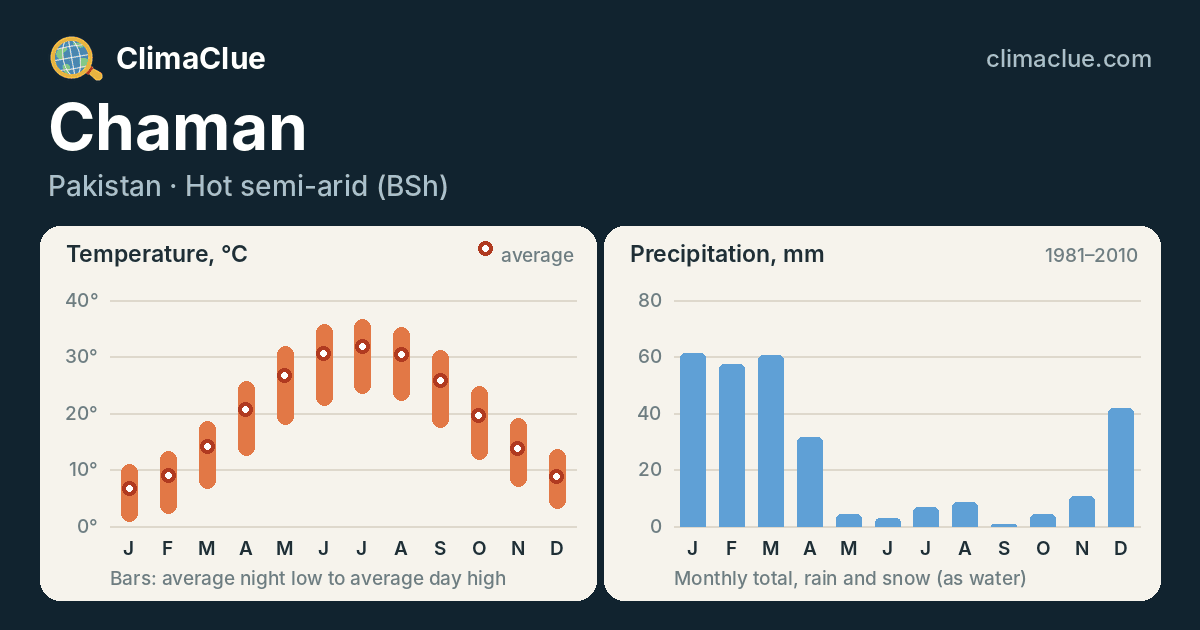 ClimaClue
climaclue.com
Chaman
Pakistan · Hot semi-arid (BSh)
Temperature, °C
average
40°
30°
20°
10°
0°
J F M A M J J A S O N D
Bars: average night low to average day high
Precipitation, mm
1981–2010
80
60
40
20
0
J F M A M J J A S O N D
Monthly total, rain and snow (as water)